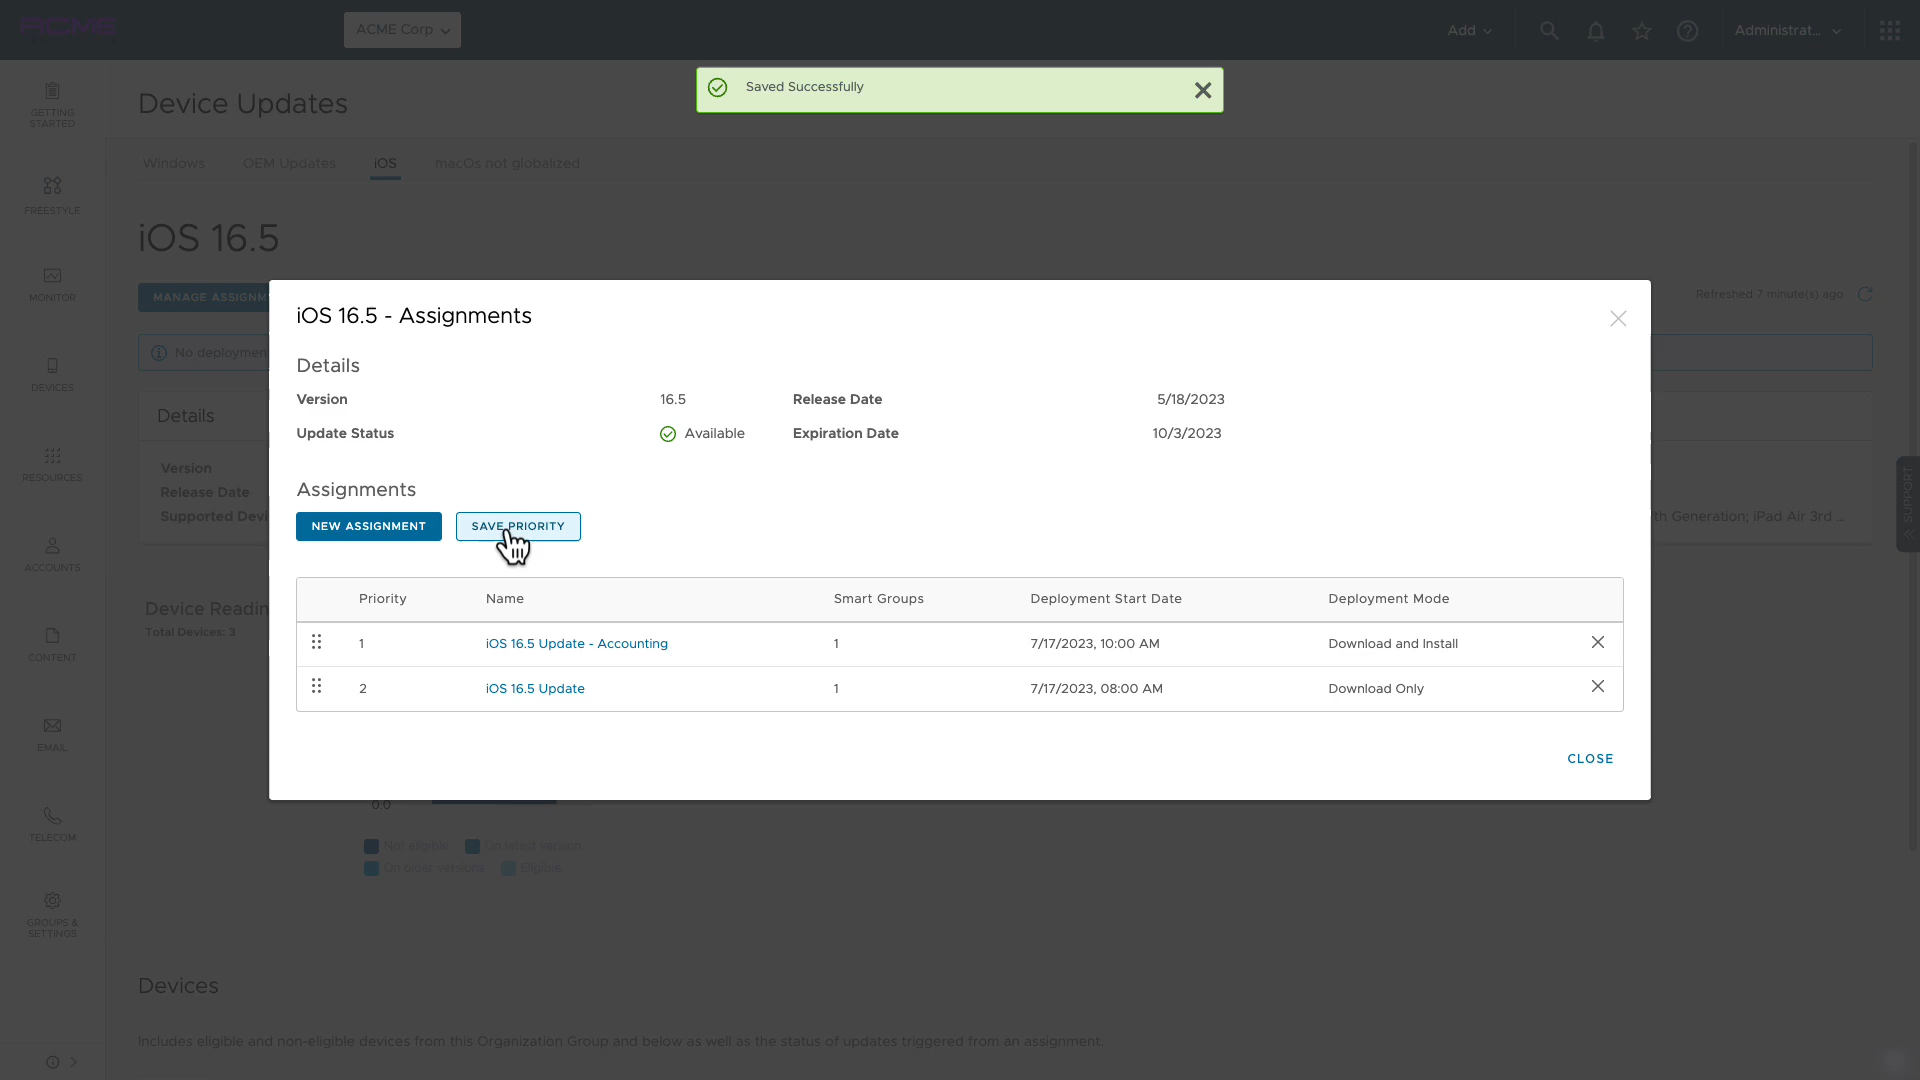 ACME
ACME Corp
Add
Administrat...
Saved Successfully
Device Updates
GETTING STARTED
FREESTYLE
MONITOR
DEVICES
RESOURCES
ACCOUNTS
CONTENT
EMAIL
TELECOM
GROUPS & SETTINGS
Windows
OEM Updates
iOS
macOs not globalized
iOS 16.5
MANAGE ASSIGNM
Refreshed 7 minute(s) ago
No deploymen
Details
Version
Release Date
Supported Devi
th Generation; iPad Air 3rd ...
SUPPORT
Device Readin
Total Devices: 3
iOS 16.5 - Assignments
Details
Version 16.5 Release Date 5/18/2023
Update Status Available Expiration Date 10/3/2023
Assignments
NEW ASSIGNMENT SAVE PRIORITY
Priority Name Smart Groups Deployment Start Date Deployment Mode
1 iOS 16.5 Update - Accounting 1 7/17/2023, 10:00 AM Download and Install
2 iOS 16.5 Update 1 7/17/2023, 08:00 AM Download Only
CLOSE
0.0
Not eligible On latest version
On older versions Eligible
Devices
Includes eligible and non-eligible devices from this Organization Group and below as well as the status of updates triggered from an assignment.